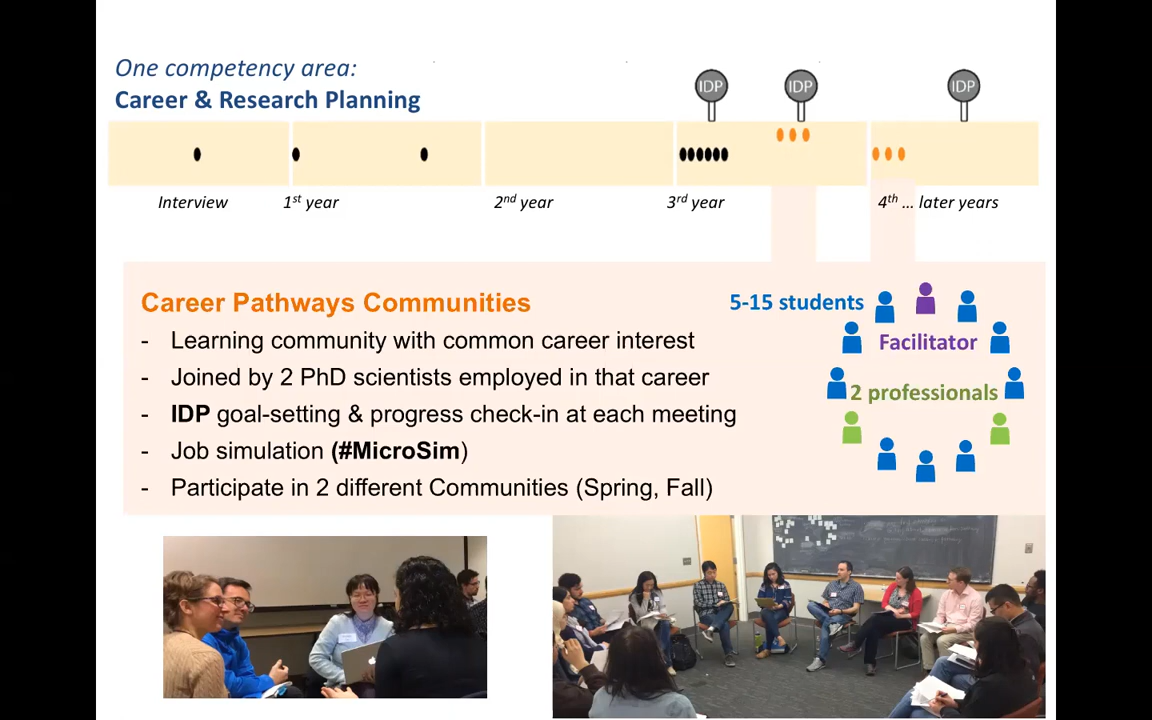 One competency area:
Career & Research Planning
IDP
IDP
IDP
Interview
1st year
2nd year
3rd year
4th ... later years
Career Pathways Communities
- Learning community with common career interest
- Joined by 2 PhD scientists employed in that career
- IDP goal-setting & progress check-in at each meeting
- Job simulation (#MicroSim)
- Participate in 2 different Communities (Spring, Fall)
5-15 students
Facilitator
2 professionals